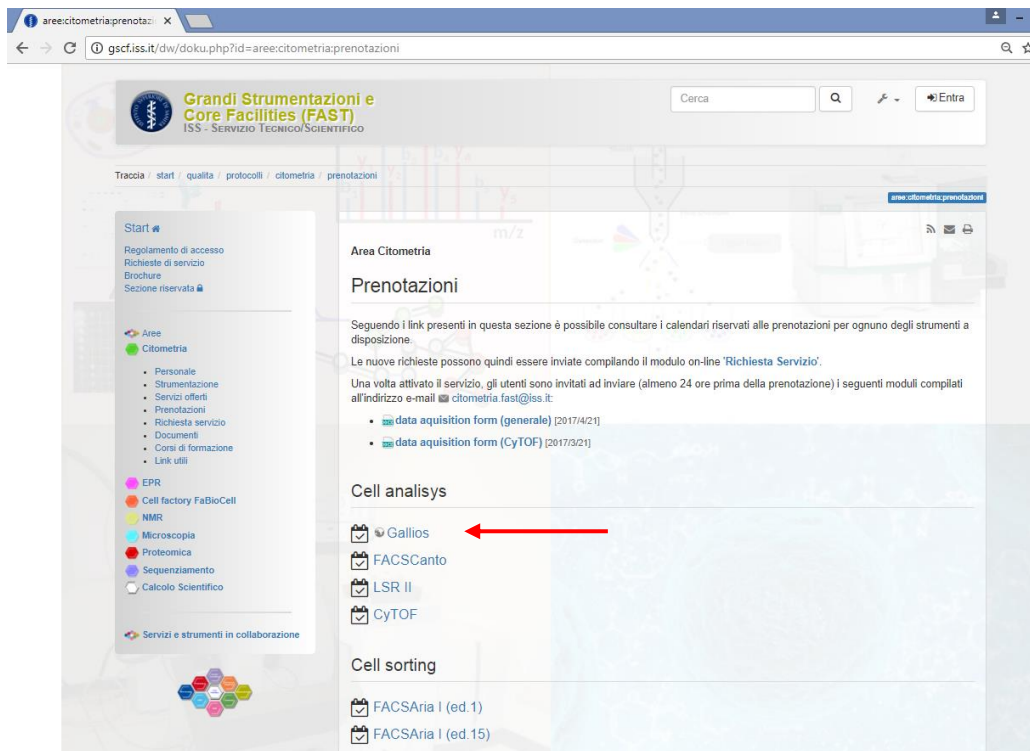 aree:citometria:prenotazi
gscf.iss.it/dw/doku.php?id=aree:citometria:prenotazioni
Grandi Strumentazioni e
Core Facilities (FAST)
ISS - Servizio Tecnico/Scientifico
Cerca
Entra
Traccia / start / qualita / protocolli / citometria / prenotazioni
aree:citometria:prenotazioni
Start
Regolamento di accesso
Richieste di servizio
Brochure
Sezione riservata
Aree
Citometria
Personale
Strumentazione
Servizi offerti
Prenotazioni
Richiesta servizio
Documenti
Corsi di formazione
Link utili
EPR
Cell factory FaBioCell
NMR
Microscopia
Proteomica
Sequenziamento
Calcolo Scientifico
Servizi e strumenti in collaborazione
m/z
Area Citometria
Prenotazioni
Seguendo i link presenti in questa sezione è possibile consultare i calendari riservati alle prenotazioni per ognuno degli strumenti a
disposizione.
Le nuove richieste possono quindi essere inviate compilando il modulo on-line 'Richiesta Servizio'.
Una volta attivato il servizio, gli utenti sono invitati ad inviare (almeno 24 ore prima della prenotazione) i seguenti moduli compilati
all'indirizzo e-mail citometria.fast@iss.it:
data aquisition form (generale) [2017/4/21]
data aquisition form (CyTOF) [2017/3/21]
Cell analisys
Gallios
FACSCanto
LSR II
CyTOF
Cell sorting
FACSAria I (ed.1)
FACSAria I (ed.15)